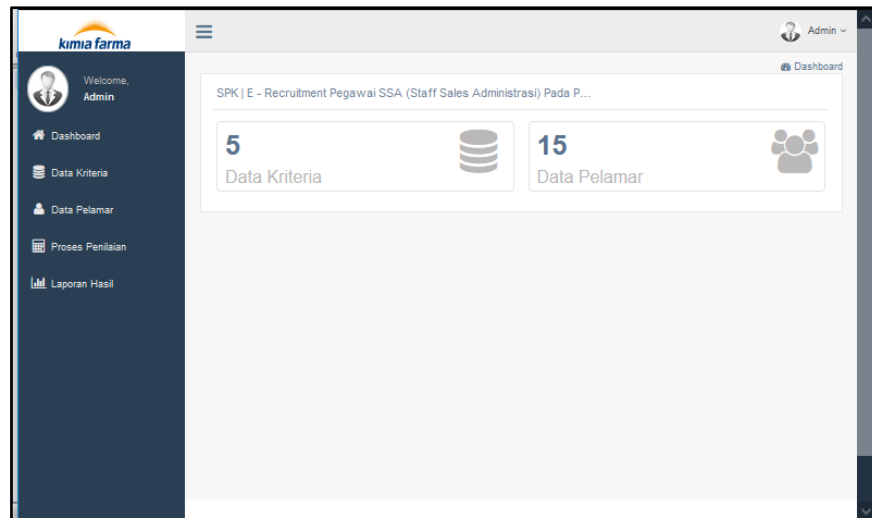 kimia farma
Admin
Dashboard
Welcome,
Admin
SPK | E - Recruitment Pegawai SSA (Staff Sales Administrasi) Pada P...
Dashboard
Data Kriteria
Data Pelamar
Proses Penilaian
Laporan Hasil
5
Data Kriteria
15
Data Pelamar